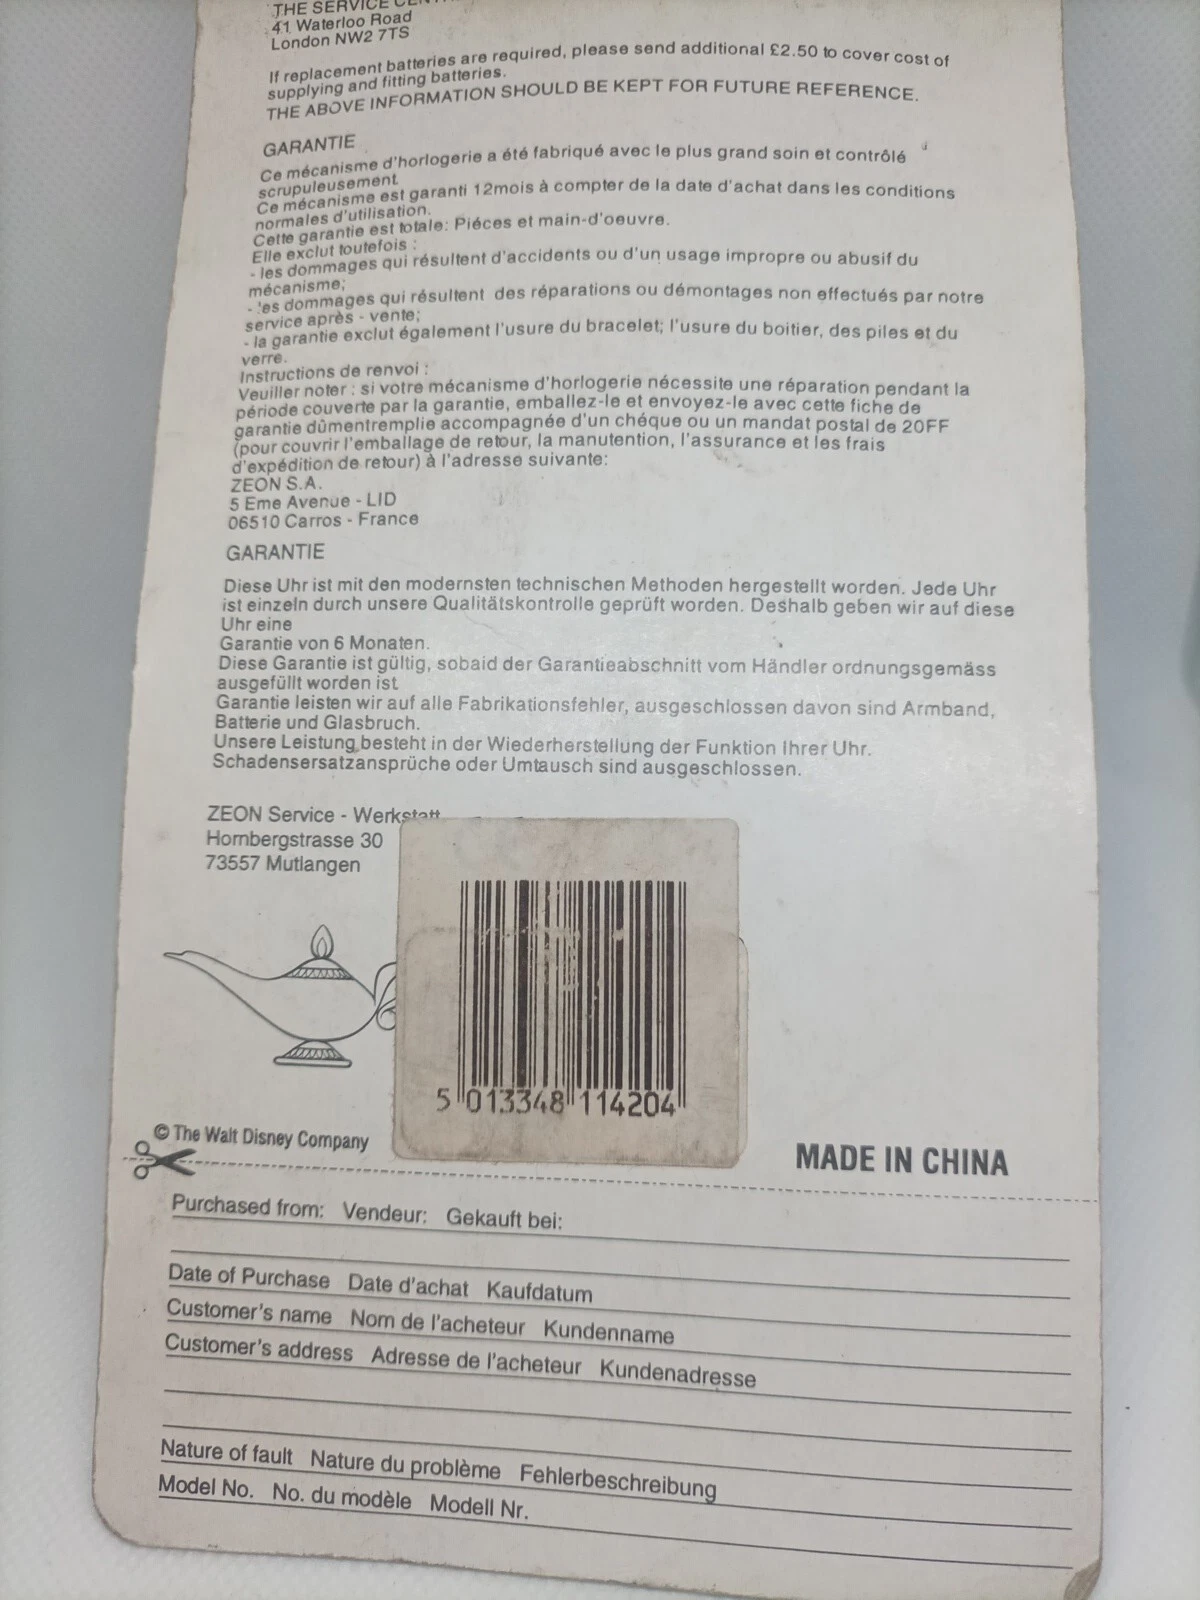 THE SERVICE
41 Waterloo Road
London NW2 7TS
If replacement batteries are required, please send additional £2.50 to cover cost of
supplying and fitting batteries.
THE ABOVE INFORMATION SHOULD BE KEPT FOR FUTURE REFERENCE.
GARANTIE
Ce mécanisme d'horlogerie a été fabriqué avec le plus grand soin et contrôlé
scrupuleusement
Ce mécanisme est garanti 12mois à compter de la date d'achat dans les conditions
normales d'utilisation.
Cette garantie est totale: Piéces et main-d'oeuvre.
Elle exclut toutefois :
- les dommages qui résultent d'accidents ou d'un usage impropre ou abusif du
mécanisme;
- les dommages qui résultent des réparations ou démontages non effectués par notre
service après - vente;
- la garantie exclut également l'usure du bracelet; l'usure du boitier, des piles et du
verre.
Instructions de renvoi :
Veuiller noter : si votre mécanisme d'horlogerie nécessite une réparation pendant la
période couverte par la garantie, emballez-le et envoyez-le avec cette fiche de
garantie dûmentremplie accompagnée d'un chéque ou un mandat postal de 20FF
(pour couvrir l'emballage de retour, la manutention, l'assurance et les frais
d'expédition de retour) à l'adresse suivante:
ZEON S.A.
5 Eme Avenue - LID
06510 Carros - France
GARANTIE
Diese Uhr ist mit den modernsten technischen Methoden hergestellt worden. Jede Uhr
ist einzeln durch unsere Qualitätskontrolle geprüft worden. Deshalb geben wir auf diese
Uhr eine
Garantie von 6 Monaten.
Diese Garantie ist gültig, sobaid der Garantieabschnitt vom Händler ordnungsgemäss
ausgefüllt worden ist
Garantie leisten wir auf alle Fabrikationsfehler, ausgeschlossen davon sind Armband,
Batterie und Glasbruch.
Unsere Leistung besteht in der Wiederherstellung der Funktion Ihrer Uhr.
Schadensersatzansprüche oder Umtausch sind ausgeschlossen.
ZEON Service - Werkstatt
Hornbergstrasse 30
73557 Mutlangen
5 013348 114204
© The Walt Disney Company
MADE IN CHINA
Purchased from: Vendeur: Gekauft bei:
Date of Purchase Date d'achat Kaufdatum
Customer's name Nom de l'acheteur Kundenname
Customer's address Adresse de l'acheteur Kundenadresse
Nature of fault Nature du problème Fehlerbeschreibung
Model No. No. du modèle Modell Nr.